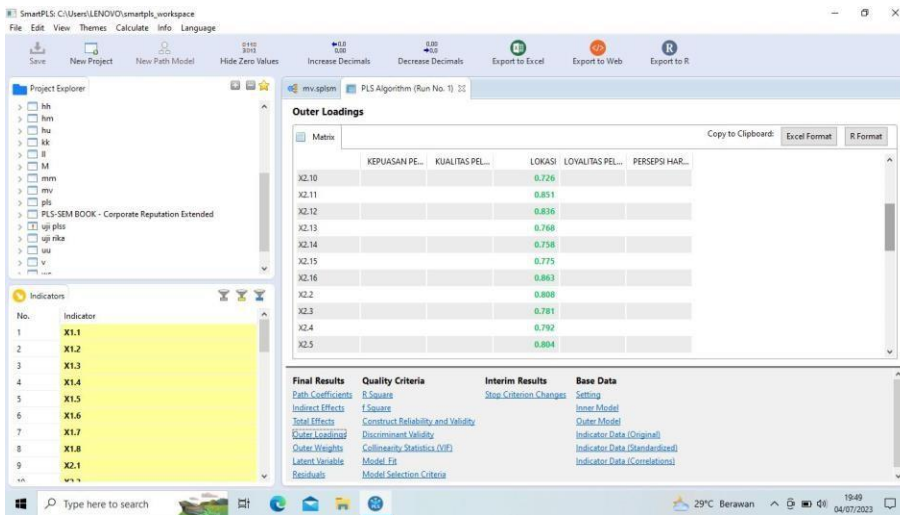 SmartPLS: C:\Users\LENOVO\smartpls_workspace
File Edit View Themes Calculate Info Language
Save New Project New Path Model Hide Zero Values Increase Decimals Decrease Decimals Export to Excel Export to Web Export to R
Project Explorer
hh
hm
hu
kk
ll
M
mm
mv
pls
PLS-SEM BOOK - Corporate Reputation Extended
uji plss
uji rika
uu
v
Indicators
No. Indicator
1 X1.1
2 X1.2
3 X1.3
4 X1.4
5 X1.5
6 X1.6
7 X1.7
8 X1.8
9 X2.1
mv.splsm PLS Algorithm (Run No. 1)
Outer Loadings
Matrix Copy to Clipboard: Excel Format R Format
KEPUASAN PE... KUALITAS PEL... LOKASI LOYALITAS PEL... PERSEPSI HAR...
X2.10 0.726
X2.11 0.851
X2.12 0.836
X2.13 0.768
X2.14 0.758
X2.15 0.775
X2.16 0.863
X2.2 0.808
X2.3 0.781
X2.4 0.792
X2.5 0.804
Final Results Quality Criteria Interim Results Base Data
Path Coefficients R Square Stop Criterion Changes Setting
Indirect Effects f Square Inner Model
Total Effects Construct Reliability and Validity Outer Model
Outer Loadings Discriminant Validity Indicator Data (Original)
Outer Weights Collinearity Statistics (VIF) Indicator Data (Standardized)
Latent Variable Model Fit Indicator Data (Correlations)
Residuals Model Selection Criteria
Type here to search 29°C Berawan 19:49
04/07/2023